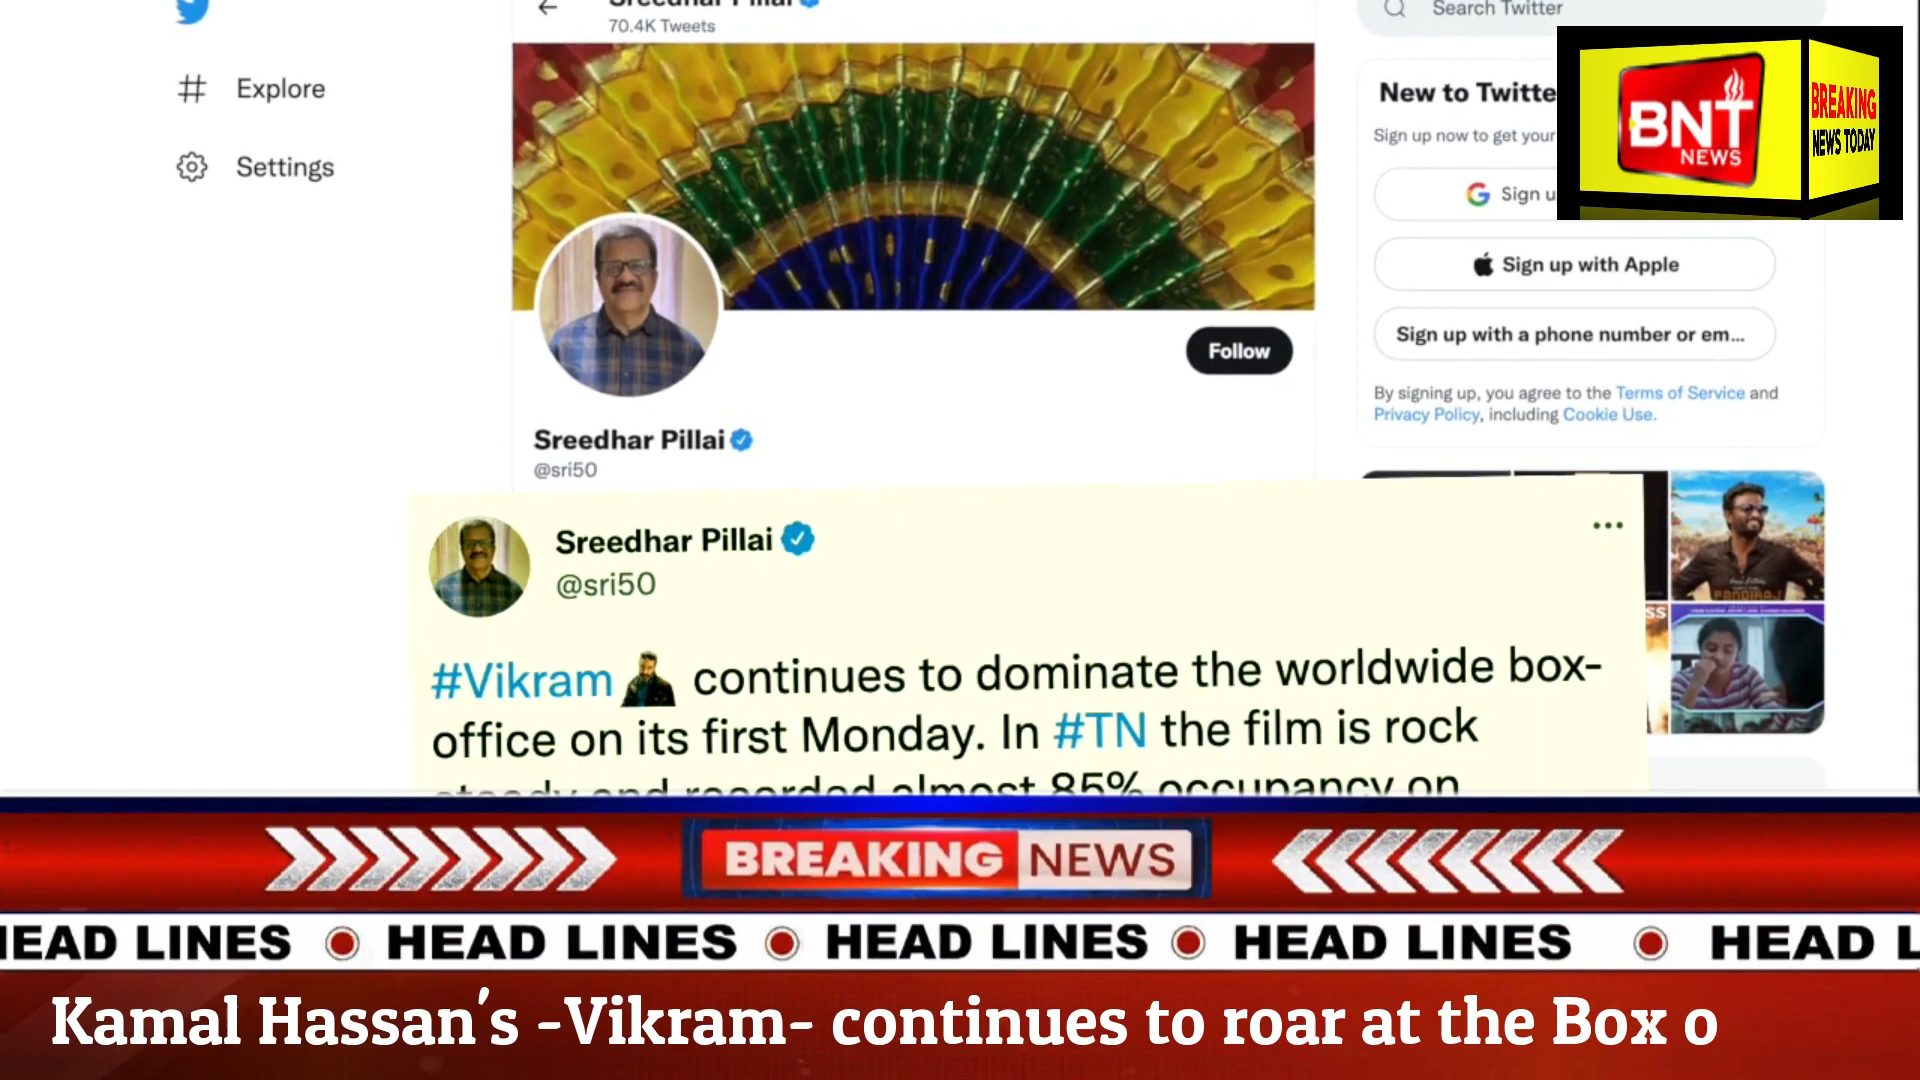 Sreedhar Pillai
70.4K Tweets
Search Twitter
Explore
Settings
New to Twitte
Sign up now to get your
Sign u
Sign up with Apple
Sign up with a phone number or em...
By signing up, you agree to the Terms of Service and
Privacy Policy, including Cookie Use.
BNT
NEWS
BREAKING
NEWS TODAY
Follow
Sreedhar Pillai
@sri50
PANDIRAJ
SS
Sreedhar Pillai
@sri50
#Vikram continues to dominate the worldwide box-
office on its first Monday. In #TN the film is rock
steady and recorded almost 85% occupancy on
BREAKING NEWS
HEAD LINES HEAD LINES HEAD LINES HEAD LINES HEAD L
Kamal Hassan's -Vikram- continues to roar at the Box o